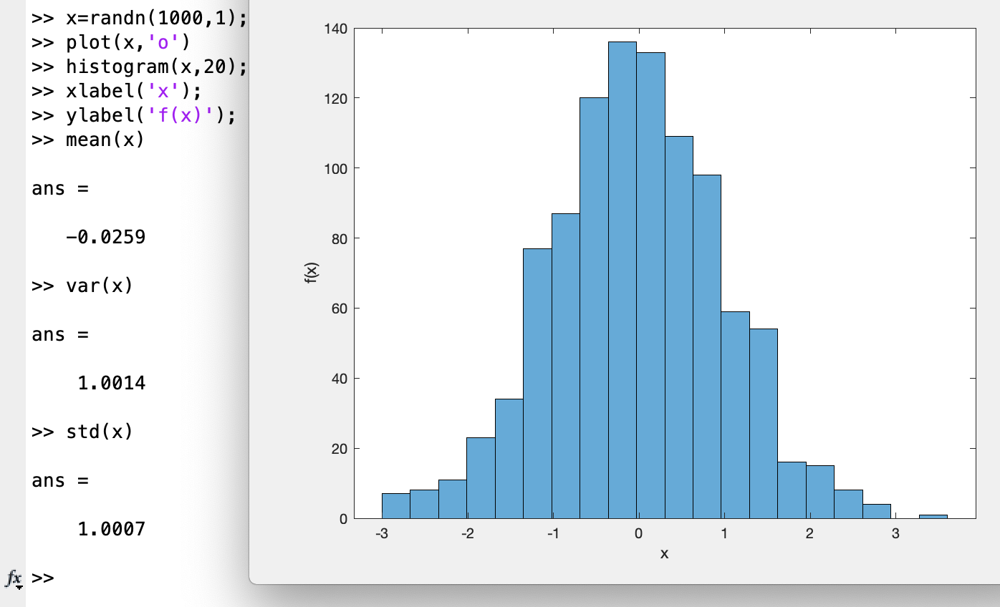 >> x=randn(1000,1);
>> plot(x,'o')
>> histogram(x,20);
>> xlabel('x');
>> ylabel('f(x)');
>> mean(x)
ans =
-0.0259
>> var(x)
ans =
1.0014
>> std(x)
ans =
1.0007
fx >>
140
120
100
80
60
40
20
0
f(x)
-3 -2 -1 0 1 2 3
x